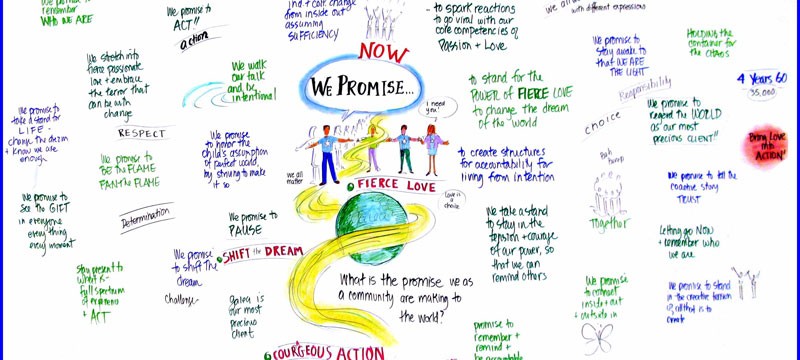 We promise to
remember
WHO WE ARE
We promise to
ACT!!
action
ind + coll change
from inside out
assuming
SUFFICIENCY
- to spark reactions
to go viral with our
core competencies of
Passion + Love
with different expressions
NOW
WE PROMISE...
We stretch into
fierce passionate
love + embrace
the terror that
can be with
change
We walk
our talk
and be
intentional
to stand for the
POWER of FIERCE LOVE
to change the dream
of the world
We promise to
stay awake to
that WE ARE
THE LIGHT
HOLDING the
container for
the CHAOS
4 Years 60
35,000
Responsibility
choice
We promise to
regard the WORLD
as our most
precious CLIENT!!
Bring Love
into
ACTION!!
We promise to
take a stand for
LIFE -
change the dream
+ know we are
enough
RESPECT
We promise
to honor the
child's assumption
of perfect world,
by striving to make
it so
I need
you!
to create structures
for accountability for
living from intention
We promise to
BE the FLAME
FAN the FLAME
we all
matter
FIERCE LOVE
Love is
a choice
Bah
bump
Together
We promise to tell the
coactive story
TRUST
We promise to
see the GIFT
in everyone
every thing
every moment
Determination
We promise to
PAUSE
We take a stand
to stay in the
tension + courage
of our power, so
that we can
remind others
Letting go NOW
+ remember who
we are
SHIFT the DREAM
We promise
to shift the
dream
Challenge
What is the promise we as
a community are making to
the world?
Stay present to
what is -
full spectrum
of expression
+ ACT
Gaia is
our most
precious
client
We promise
to connect
inside + out
+ outside in
We promise to stand
in the creative tension
of all that is to
create
COURGEOUS ACTION
promise to
remember +
remind +
be accountable